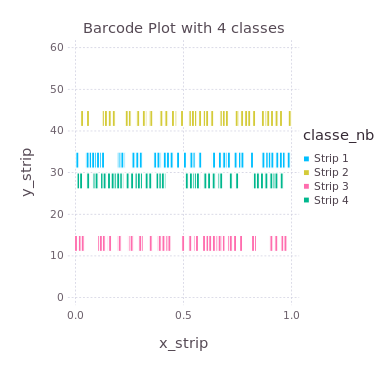 Barcode Plot with 4 classes
60
50
40
30
20
10
0
y_strip
0.0
0.5
1.0
x_strip
classe_nb
Strip 1
Strip 2
Strip 3
Strip 4